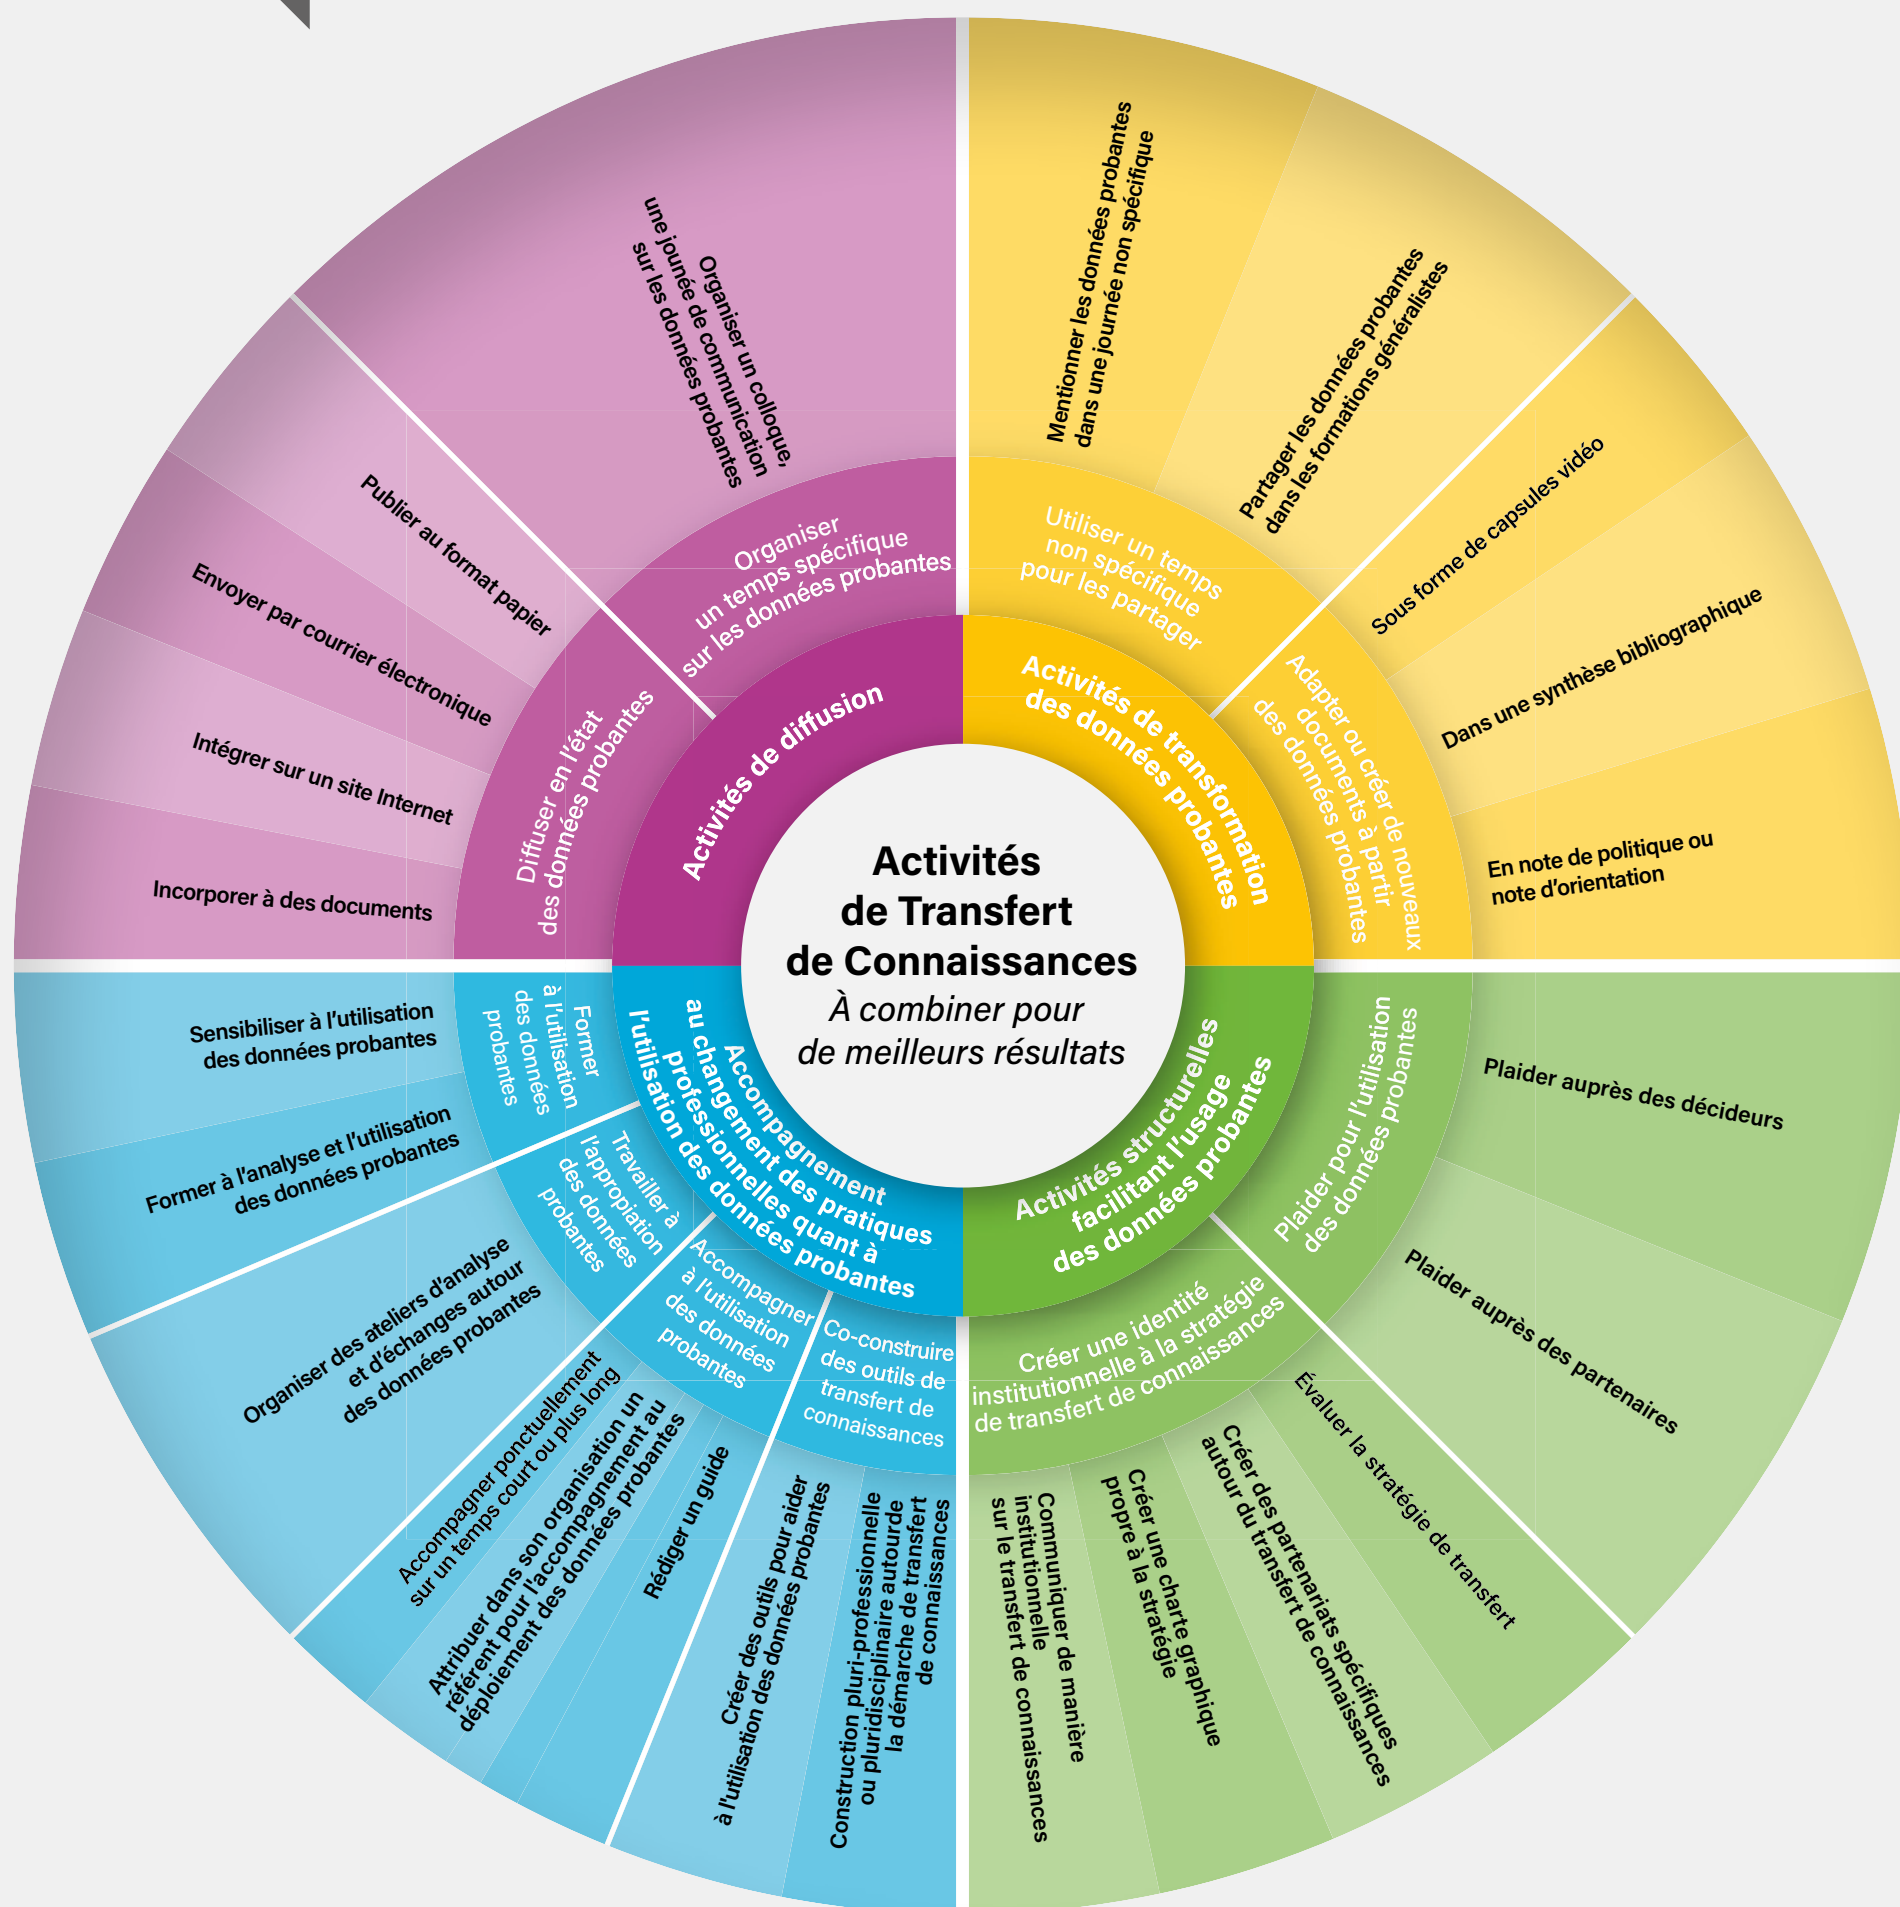 Activités
de Transfert
de Connaissances
À combiner pour
de meilleurs résultats
Activités de diffusion
Organiser
un temps spécifique
sur les données probantes
Organiser un colloque,
une jounée de communication
sur les données probantes
Diffuser en l'état
des données probantes
Publier au format papier
Envoyer par courrier électronique
Intégrer sur un site Internet
Incorporer à des documents
Activités de transformation
des données probantes
Utiliser un temps
non spécifique
pour les partager
Mentionner les données probantes
dans une journée non spécifique
Partager les données probantes
dans les formations généralistes
Adapter ou créer de nouveaux
documents à partir
des données probantes
Sous forme de capsules vidéo
Dans une synthèse bibliographique
En note de politique ou
note d'orientation
Activités structurelles
facilitant l'usage
des données probantes
Plaider pour l'utilisation
des données probantes
Plaider auprès des décideurs
Plaider auprès des partenaires
Créer une identité
institutionnelle à la stratégie
de transfert de connaissances
Évaluer la stratégie de transfert
Créer des partenariats spécifiques
autour du transfert de connaissances
Créer une charte graphique
propre à la stratégie
Communiquer de manière
institutionnelle
sur le transfert de connaissances
Accompagnement
au changement des pratiques
professionnelles quant à
l'utilisation des données probantes
Co-construire
des outils de
transfert de
connaissances
Construction pluri-professionnelle
ou pluridisciplinaire autourde
la démarche de transfert
de connaissances
Créer des outils pour aider
à l'utilisation des données probantes
Accompagner
à l'utilisation
des données
probantes
Rédiger un guide
Attribuer dans son organisation un
référent pour l'accompagnement au
déploiement des données probantes
Accompagner ponctuellement
sur un temps court ou plus long
Travailler à
l'appropiation
des données
probantes
Organiser des ateliers d'analyse
et d'échanges autour
des données probantes
Former
à l'utilisation
des données
probantes
Former à l'analyse et l'utilisation
des données probantes
Sensibiliser à l'utilisation
des données probantes